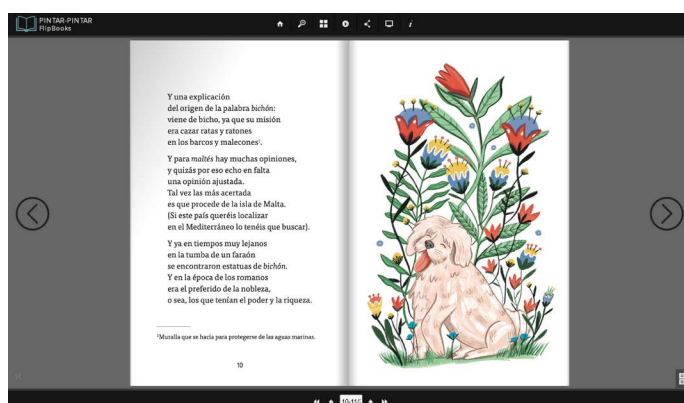 PINTAR-PINTAR
FlipBooks
Y una explicación
del origen de la palabra bichón:
viene de bicho, ya que su misión
era cazar ratas y ratones
en los barcos y malecones¹.
Y para maltés hay muchas opiniones,
y quizás por eso echo en falta
una opinión ajustada.
Tal vez las más acertada
es que procede de la isla de Malta.
(Si este país queréis localizar
en el Mediterráneo lo tenéis que buscar).
Y ya en tiempos muy lejanos
en la tumba de un faraón
se encontraron estatuas de bichón.
Y en la época de los romanos
era el preferido de la nobleza,
o sea, los que tenían el poder y la riqueza.
¹Muralla que se hacía para protegerse de las aguas marinas.
10